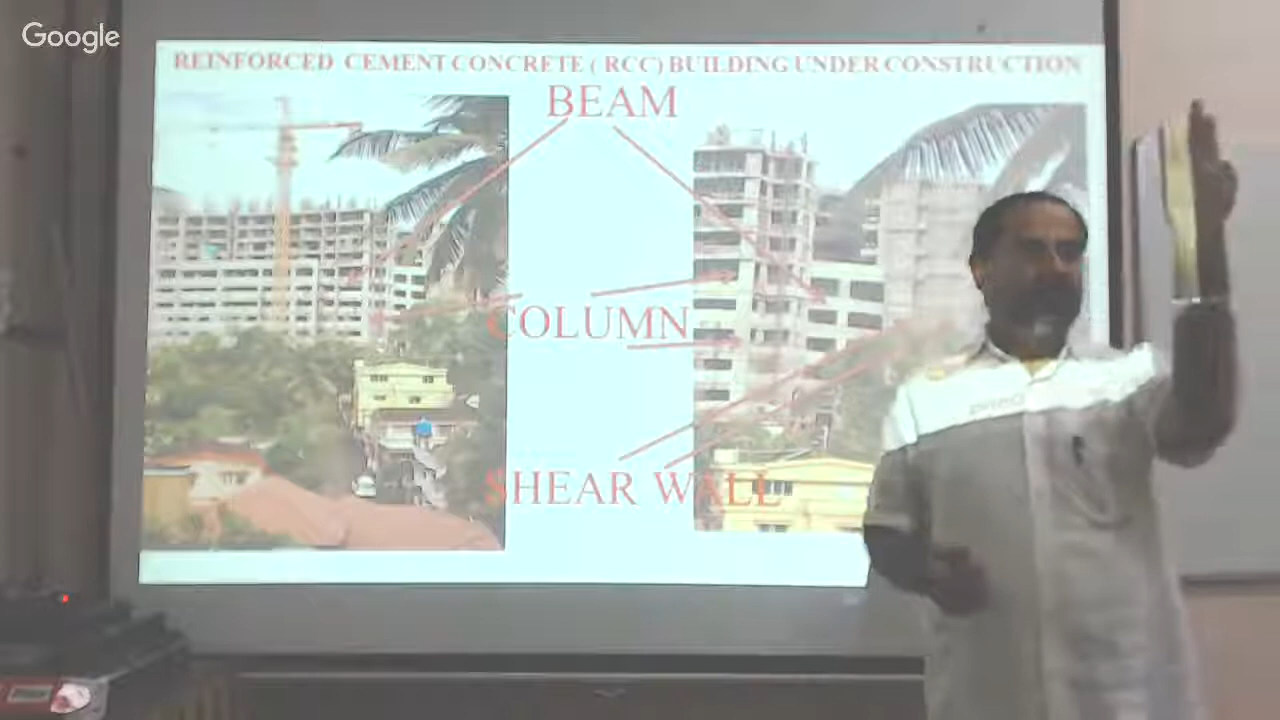 Google
REINFORCED CEMENT CONCRETE ( RCC) BUILDING UNDER CONSTRUCTION
BEAM
COLUMN
SHEAR WALL